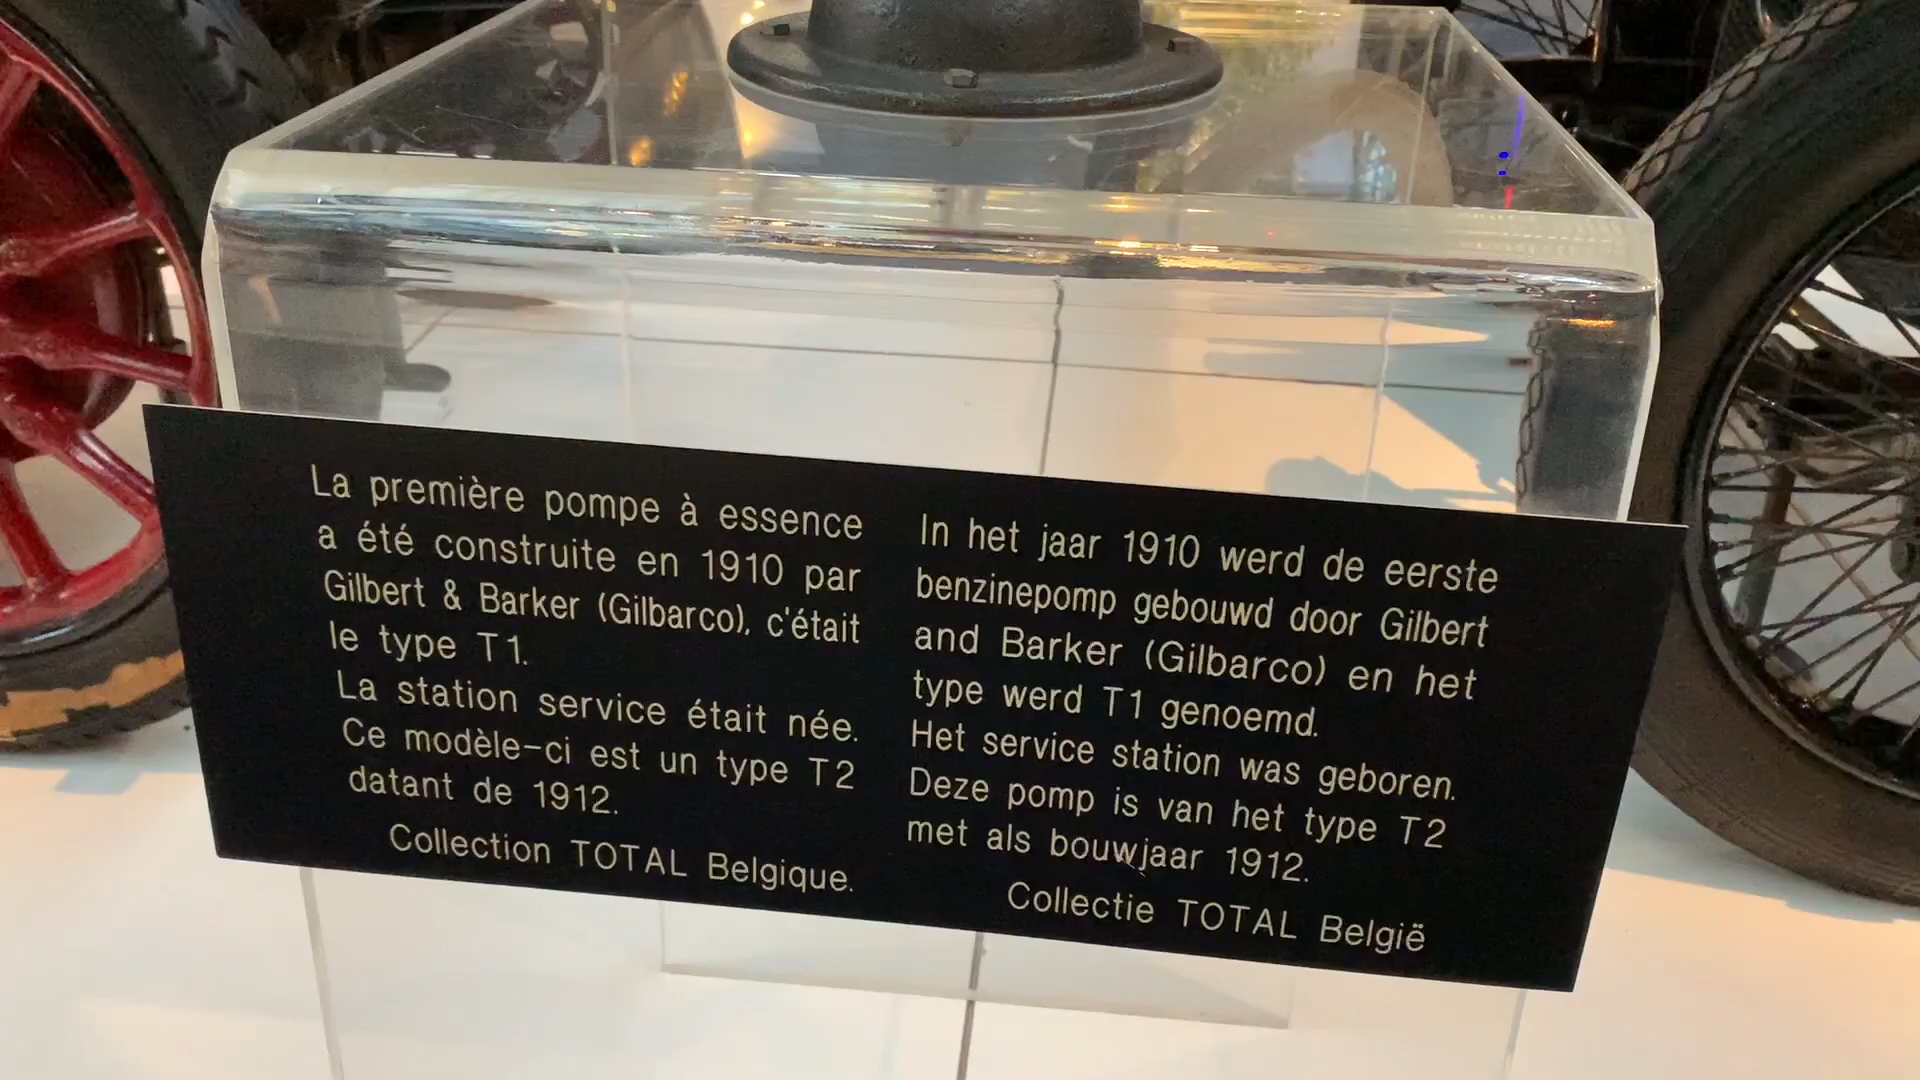 La première pompe à essence
a été construite en 1910 par
Gilbert & Barker (Gilbarco), c'était
le type T1.
La station service était née.
Ce modèle-ci est un type T2
datant de 1912.
Collection TOTAL Belgique.
In het jaar 1910 werd de eerste
benzinepomp gebouwd door Gilbert
and Barker (Gilbarco) en het
type werd T1 genoemd.
Het service station was geboren.
Deze pomp is van het type T2
met als bouwjaar 1912.
Collectie TOTAL België